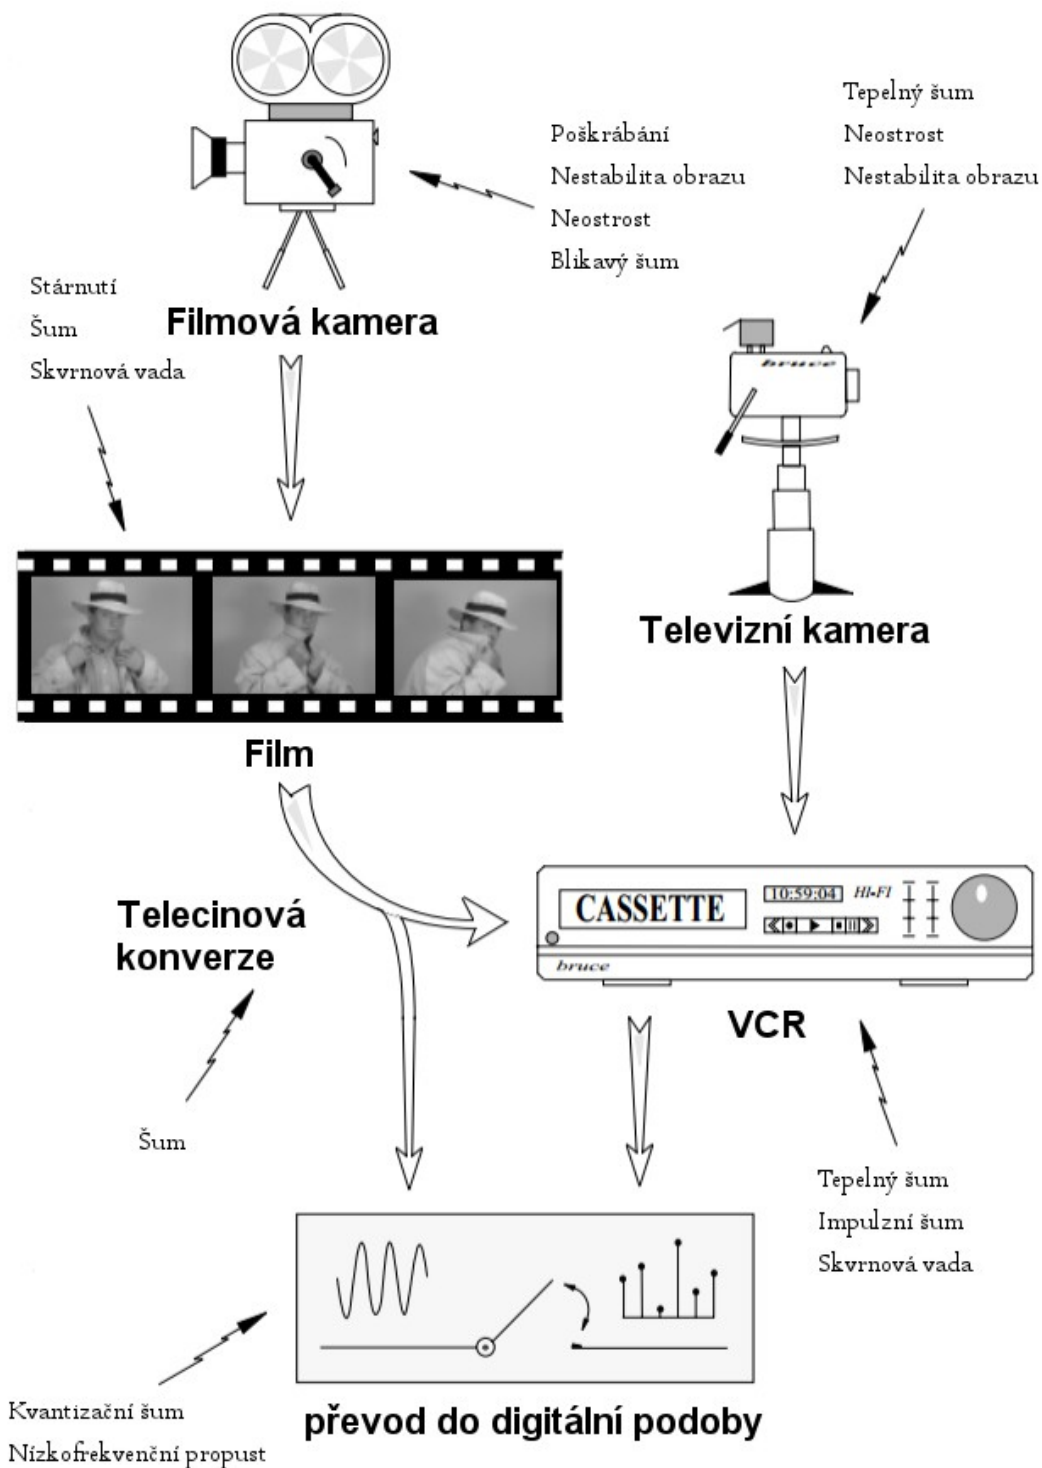 Tepelný šum
Neostrost
Nestabilita obrazu
Poškrábání
Nestabilita obrazu
Neostrost
Blikavý šum
Stárnutí
Šum
Skvrnová vada
Filmová kamera
bruce
Televizní kamera
Film
Telecinová
konverze
CASSETTE
10:59:04
HI-FI
bruce
VCR
Šum
Tepelný šum
Impulzní šum
Skvrnová vada
Kvantizační šum
Nízkofrekvenční propust
převod do digitální podoby